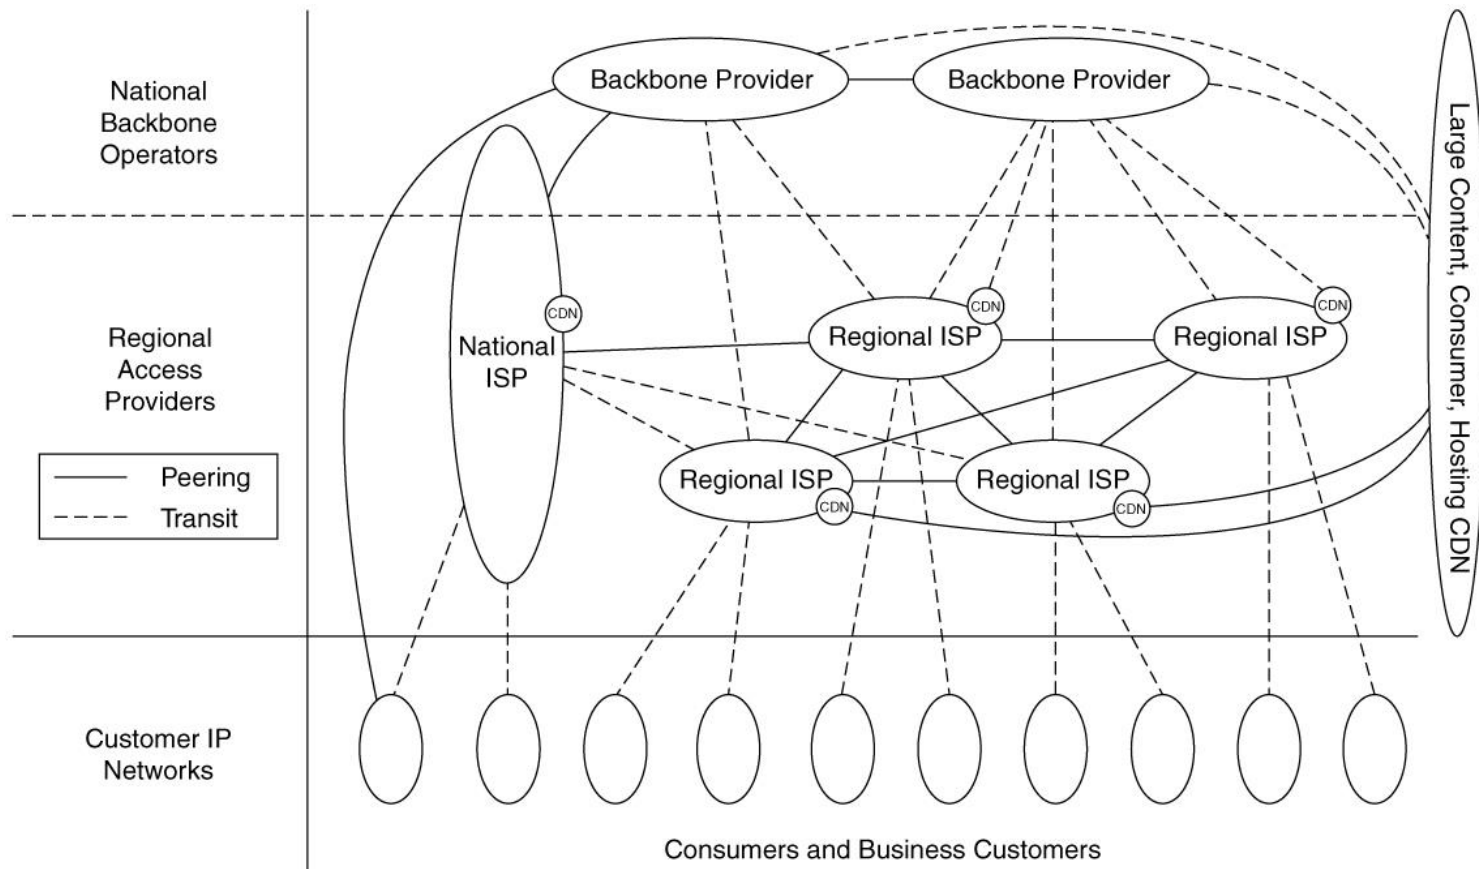 National
Backbone
Operators
Backbone Provider
Backbone Provider
Large Content, Consumer, Hosting CDN
Regional
Access
Providers
National
ISP
CDN
Regional ISP
CDN
Regional ISP
CDN
Regional ISP
CDN
Regional ISP
CDN
Peering
Transit
Customer IP
Networks
Consumers and Business Customers